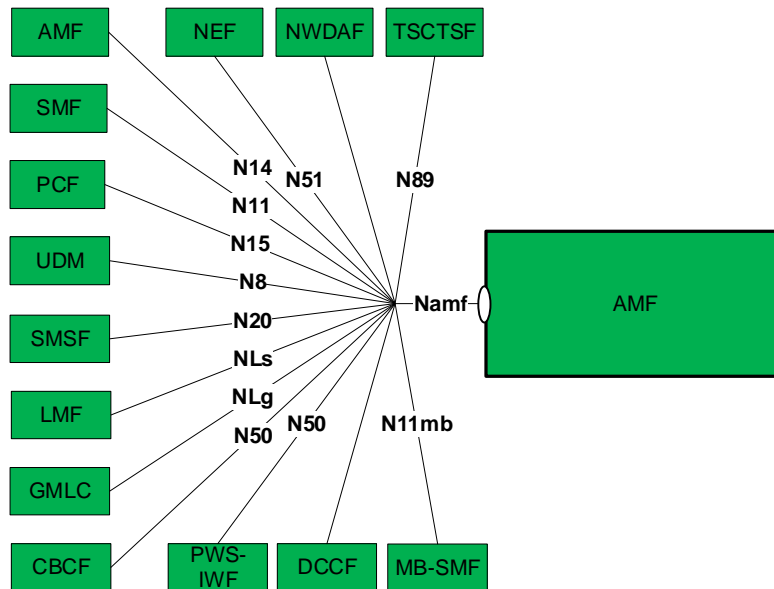 AMF
NEF
NWDAF
TSCTSF
SMF
PCF
UDM
SMSF
LMF
GMLC
CBCF
PWS-
IWF
DCCF
MB-SMF
N14
N51
N89
N11
N15
N8
N20
NLs
NLg
N50
N50
N11mb
Namf
AMF